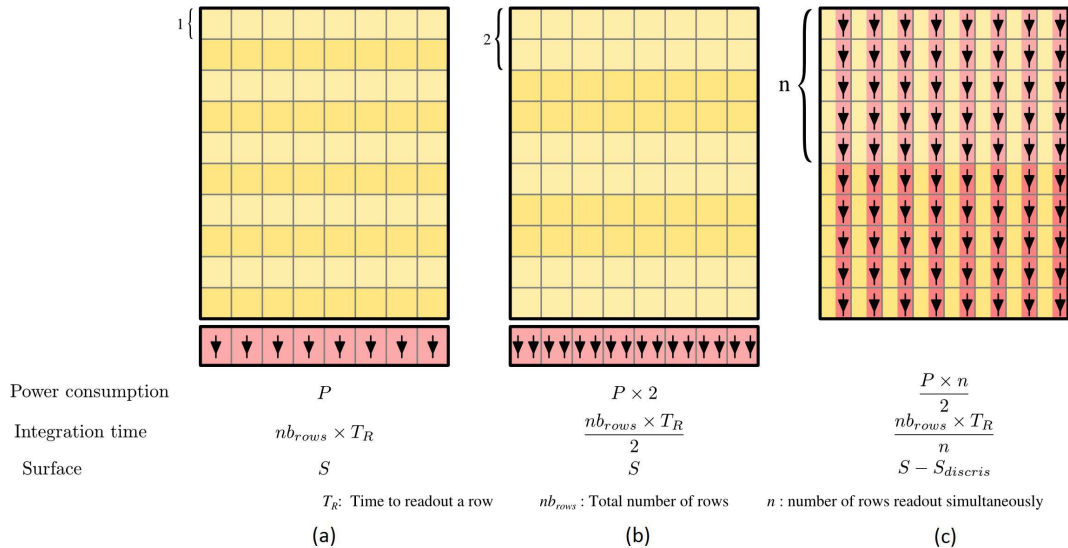 1
2
n
Power consumption P P × 2 P × n / 2
Integration time nb_rows × T_R nb_rows × T_R / 2 nb_rows × T_R / n
Surface S S S − S_discris
T_R: Time to readout a row nb_rows : Total number of rows n : number of rows readout simultaneously
(a) (b) (c)